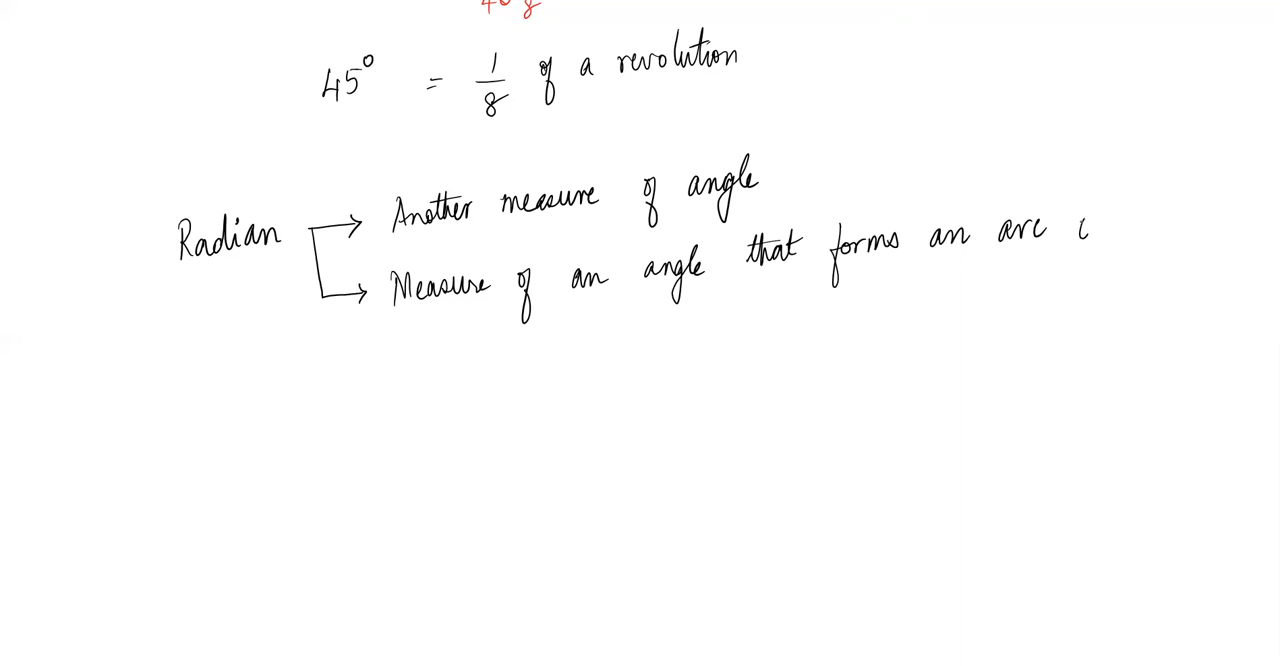 45° = 1/8 of a revolution
Radian → Another measure of angle
→ Measure of an angle that forms an arc